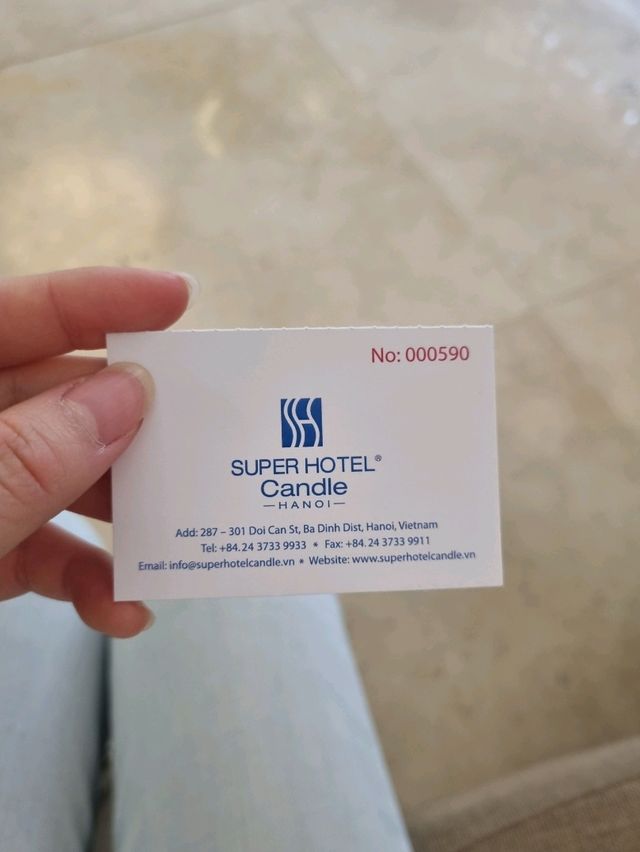 No: 000590
SUPER HOTEL®
Candle
—HANOI—
Add: 287 – 301 Doi Can St, Ba Dinh Dist, Hanoi, Vietnam
Tel: +84. 24 3733 9933 * Fax: +84. 24 3733 9911
Email: info@superhotelcandle.vn * Website: www.superhotelcandle.vn